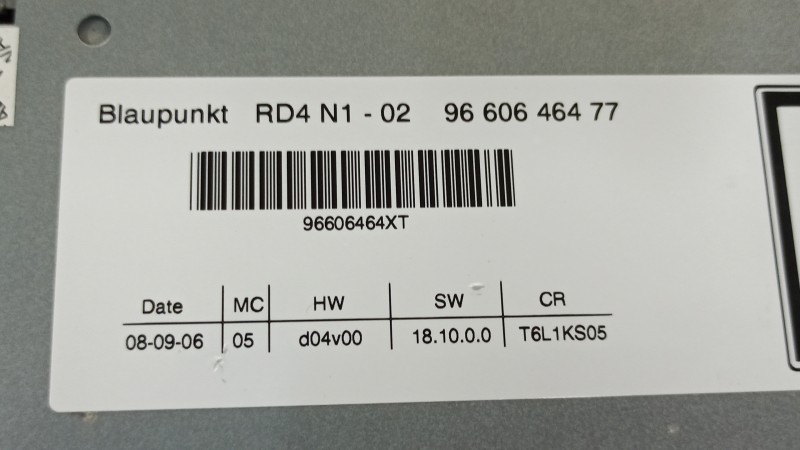 Blaupunkt RD4 N1 - 02 96 606 464 77
96606464XT
Date MC HW SW CR
08-09-06 05 d04v00 18.10.0.0 T6L1KS05